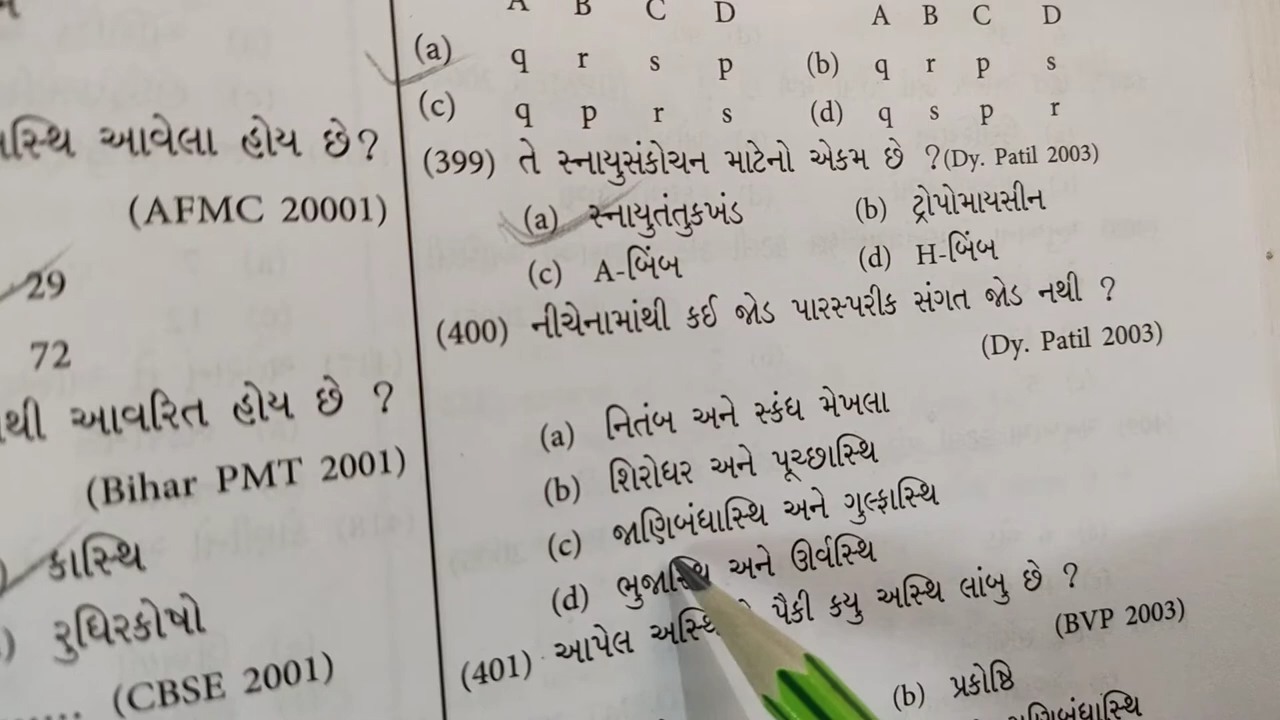 સ્થિ આવેલા હોય છે?
(AFMC 20001)
29
72
થી આવરિત હોય છે ?
(Bihar PMT 2001)
કાસ્થિ
રુધિરકોષો
(CBSE 2001)
A B C D A B C D
(a) q r s p (b) q r p s
(c) q p r s (d) q s p r
(399) તે સ્નાયુસંકોચન માટેનો એકમ છે ?(Dy. Patil 2003)
(a) સ્નાયુતંતુકખંડ (b) ટ્રોપોમાયસીન
(c) A-બિંબ (d) H-બિંબ
(400) નીચેનામાંથી કઈ જોડ પારસ્પરીક સંગત જોડ નથી ?
(Dy. Patil 2003)
(a) નિતંબ અને સ્કંધ મેખલા
(b) શિરોધર અને પૂચ્છાસ્થિ
(c) જાણિબંધાસ્થિ અને ગુલ્ફાસ્થિ
(d) ભુજાસ્થિ અને ઊર્વસ્થિ
(401) આપેલ પૈકી કયુ અસ્થિ લાંબુ છે ?
(BVP 2003)
(b) પ્રકોષ્ઠિ